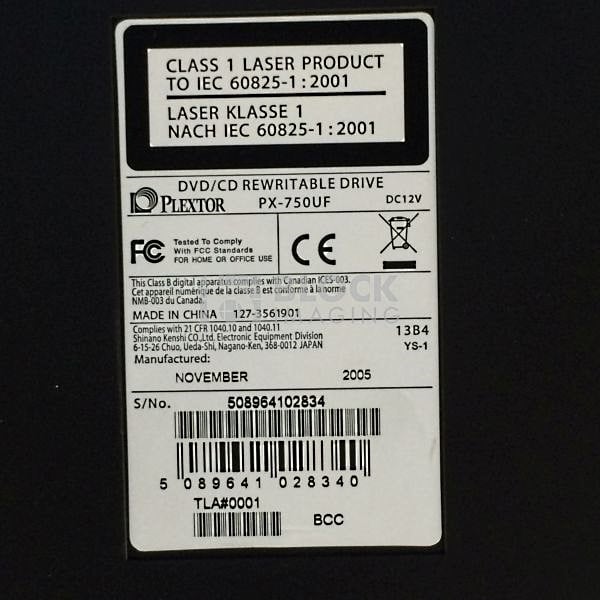 CLASS 1 LASER PRODUCT
TO IEC 60825-1:2001
LASER KLASSE 1
NACH IEC 60825-1:2001
DVD/CD REWRITABLE DRIVE
PLEXTOR PX-750UF DC12V
FC Tested To Comply
With FCC Standards
FOR HOME OR OFFICE USE
CE
This Class B digital apparatus complies with Canadian ICES-003.
Cet appareil numérique de la classe B est conforme à la norme
NMB-003 du Canada.
BLOCK
IMAGING
MADE IN CHINA 127-3561901
Complies with 21 CFR 1040.10 and 1040.11
Shinano Kenshi CO.,Ltd. Electronic Equipment Division
6-15-26 Chuo, Ueda-Shi, Nagano-Ken, 368-0012 JAPAN
13B4
YS-1
Manufactured:
NOVEMBER 2005
S/No. 508964102834
5 089641 028340
TLA#0001
BCC